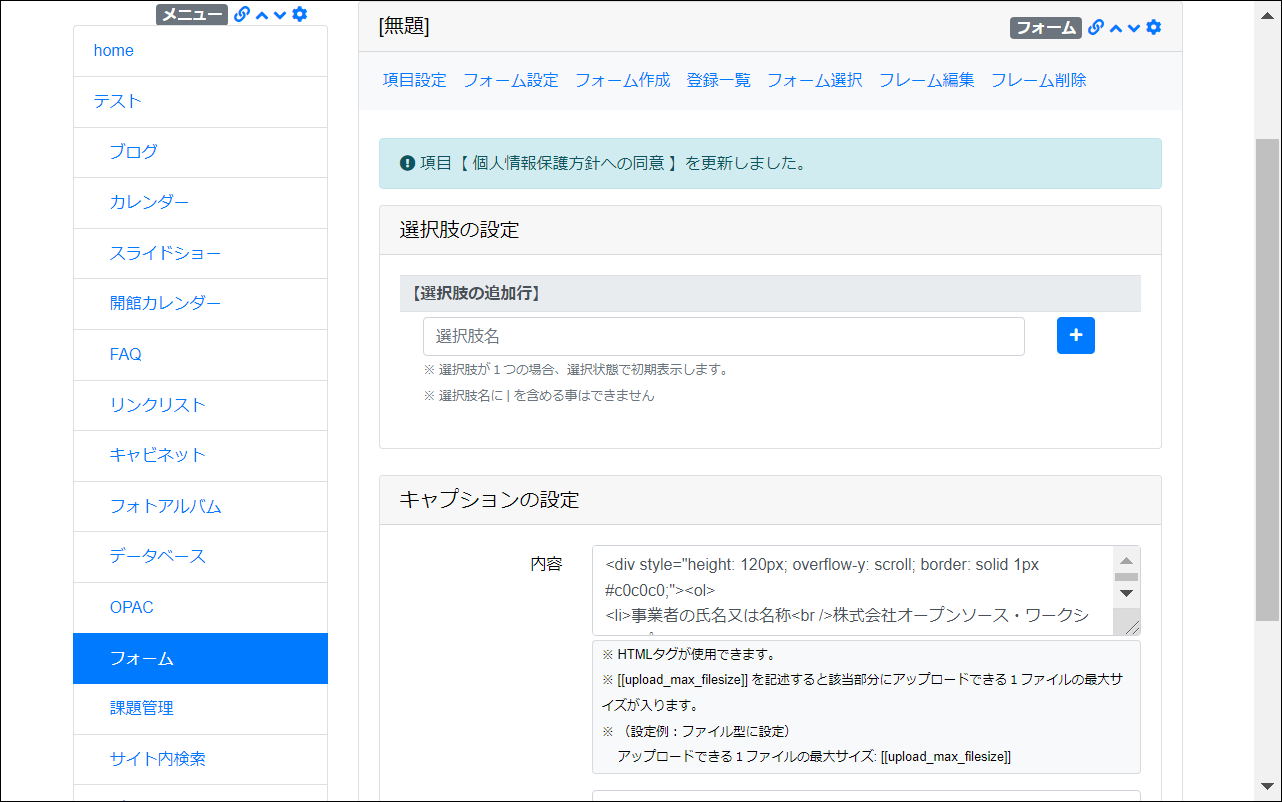 メニュー
home
テスト
ブログ
カレンダー
スライドショー
開館カレンダー
FAQ
リンクリスト
キャビネット
フォトアルバム
データベース
OPAC
フォーム
課題管理
サイト内検索
[無題]
フォーム
項目設定 フォーム設定 フォーム作成 登録一覧 フォーム選択 フレーム編集 フレーム削除
項目【 個人情報保護方針への同意 】を更新しました。
選択肢の設定
【選択肢の追加行】
選択肢名
※ 選択肢が１つの場合、選択状態で初期表示します。
※ 選択肢名に | を含める事はできません
キャプションの設定
内容
<div style="height: 120px; overflow-y: scroll; border: solid 1px
#c0c0c0;"><ol>
<li>事業者の氏名又は名称<br />株式会社オープンソース・ワークシ
※ HTMLタグが使用できます。
※ [[upload_max_filesize]] を記述すると該当部分にアップロードできる１ファイルの最大サ
イズが入ります。
※ （設定例：ファイル型に設定）
アップロードできる１ファイルの最大サイズ: [[upload_max_filesize]]